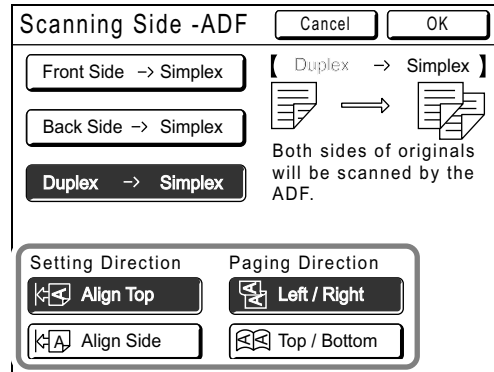 Scanning Side -ADF
Cancel
OK
Front Side -> Simplex
Back Side -> Simplex
Duplex -> Simplex
【 Duplex -> Simplex 】
Both sides of originals
will be scanned by the
ADF.
Setting Direction
Align Top
Align Side
Paging Direction
Left / Right
Top / Bottom